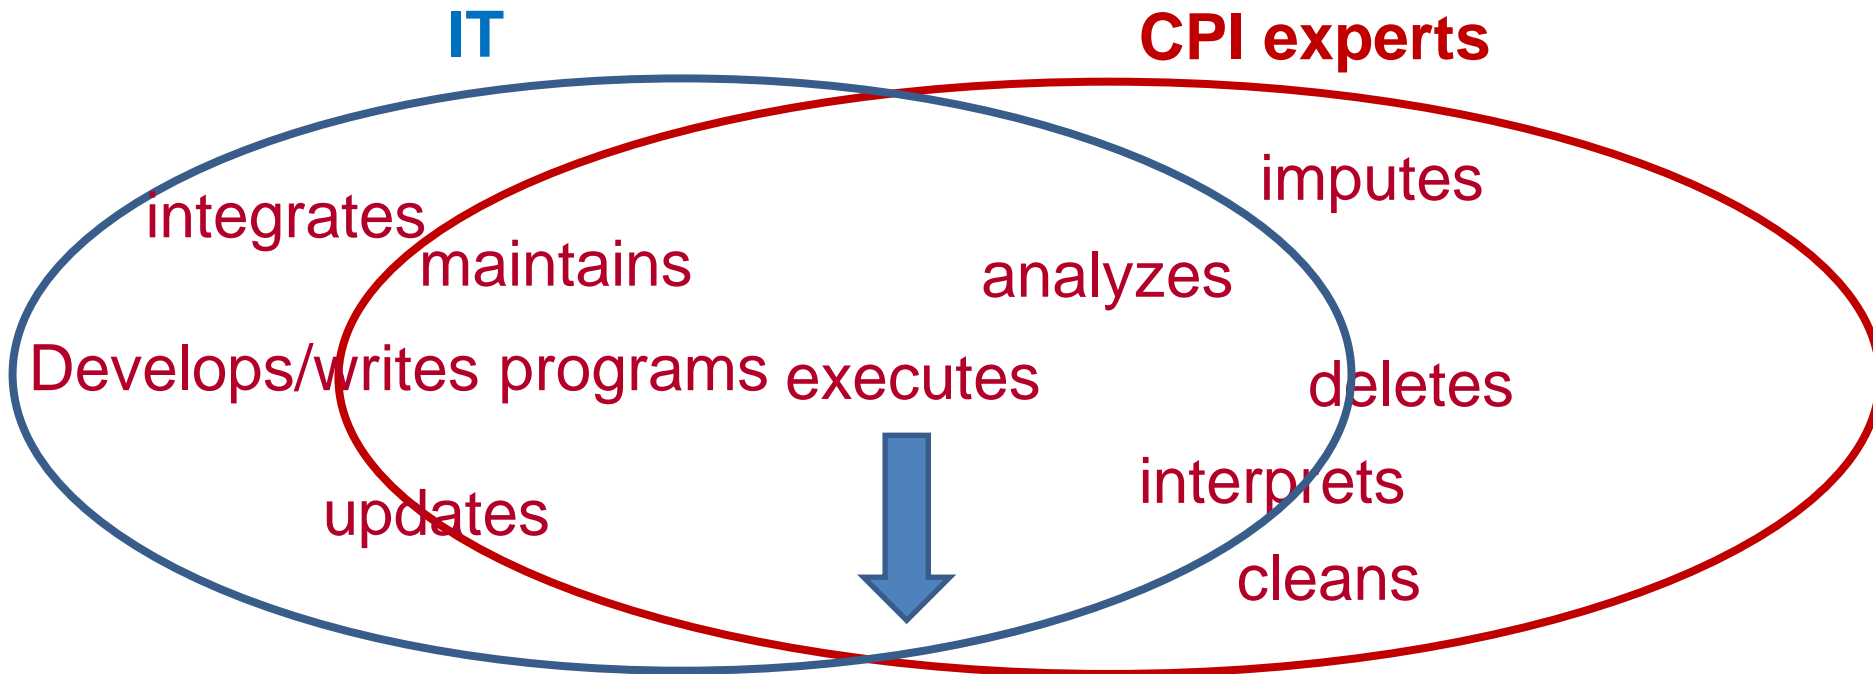 IT
CPI experts
imputes
integrates
maintains
analyzes
Develops/writes programs
executes
deletes
interprets
updates
cleans